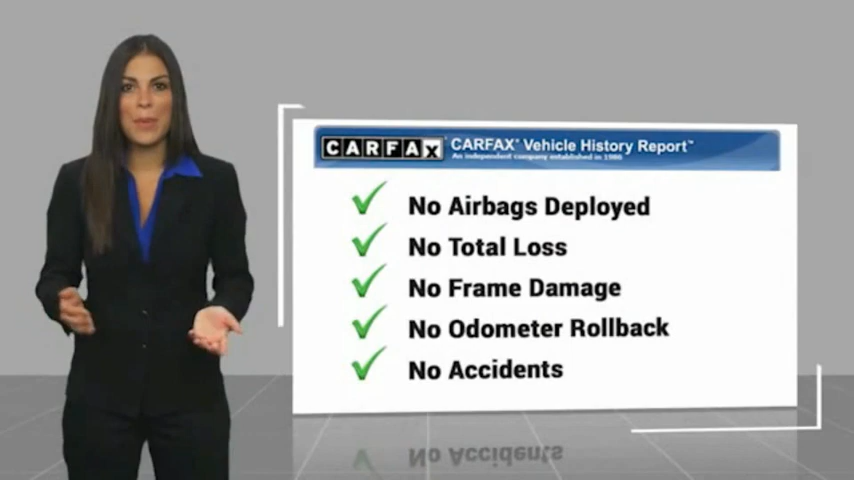 CARFAX
CARFAX™ Vehicle History Report™
An independent company established in 1986
No Airbags Deployed
No Total Loss
No Frame Damage
No Odometer Rollback
No Accidents
No Accidents